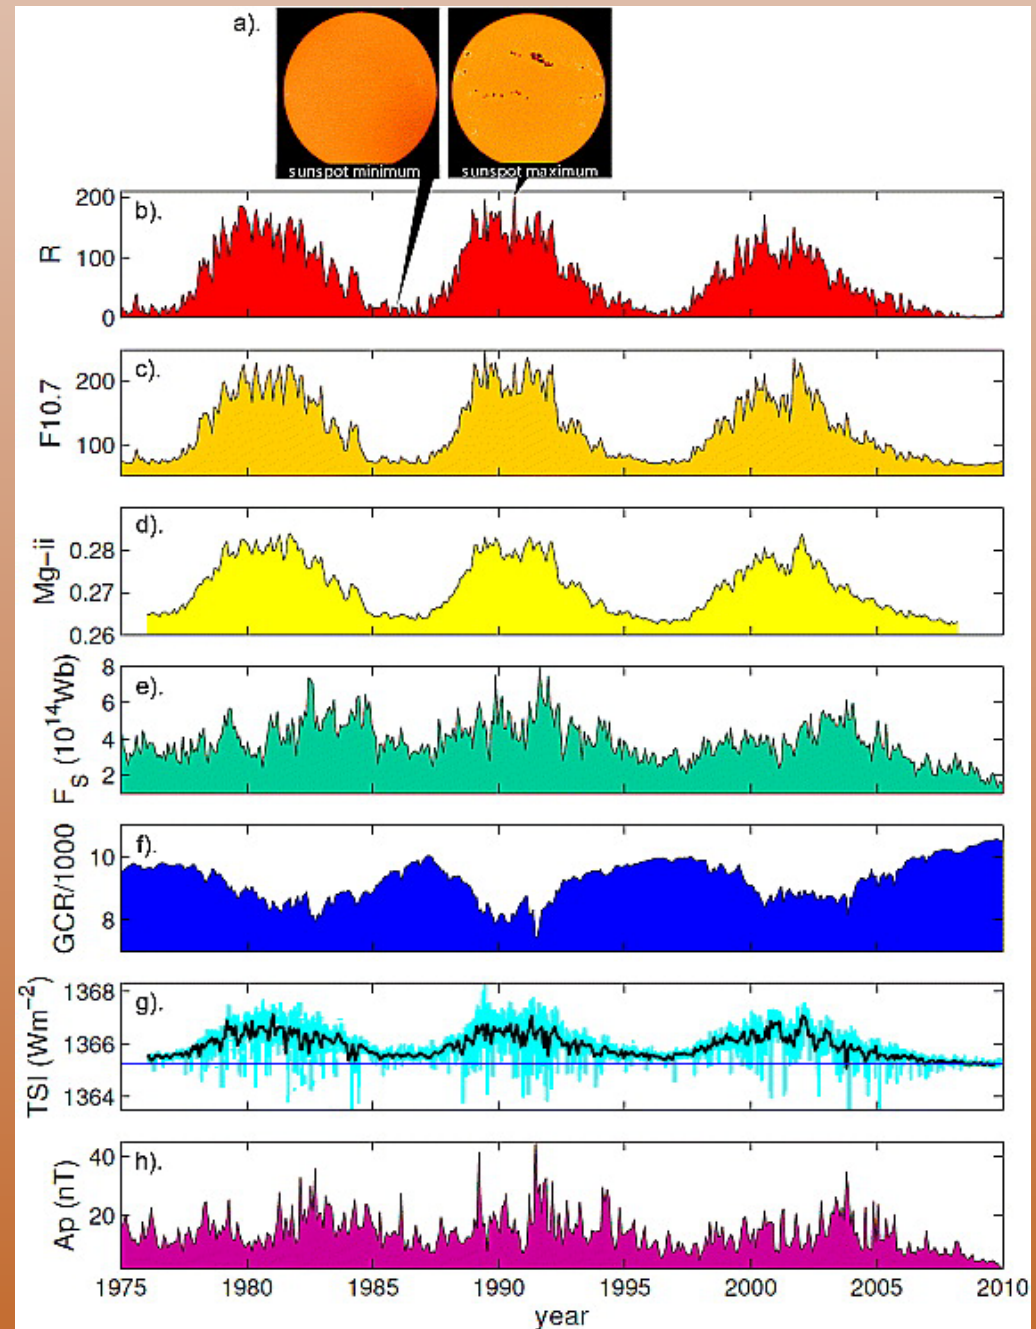 a).
sunspot minimum
sunspot maximum
b).
R
200
100
0
c).
F10.7
200
100
d).
Mg-ii
0.28
0.27
0.26
e).
F_S (10^14Wb)
8
6
4
2
f).
GCR/1000
10
8
g).
TSI (Wm^−2)
1368
1366
1364
h).
Ap (nT)
40
20
1975 1980 1985 1990 1995 2000 2005 2010
year